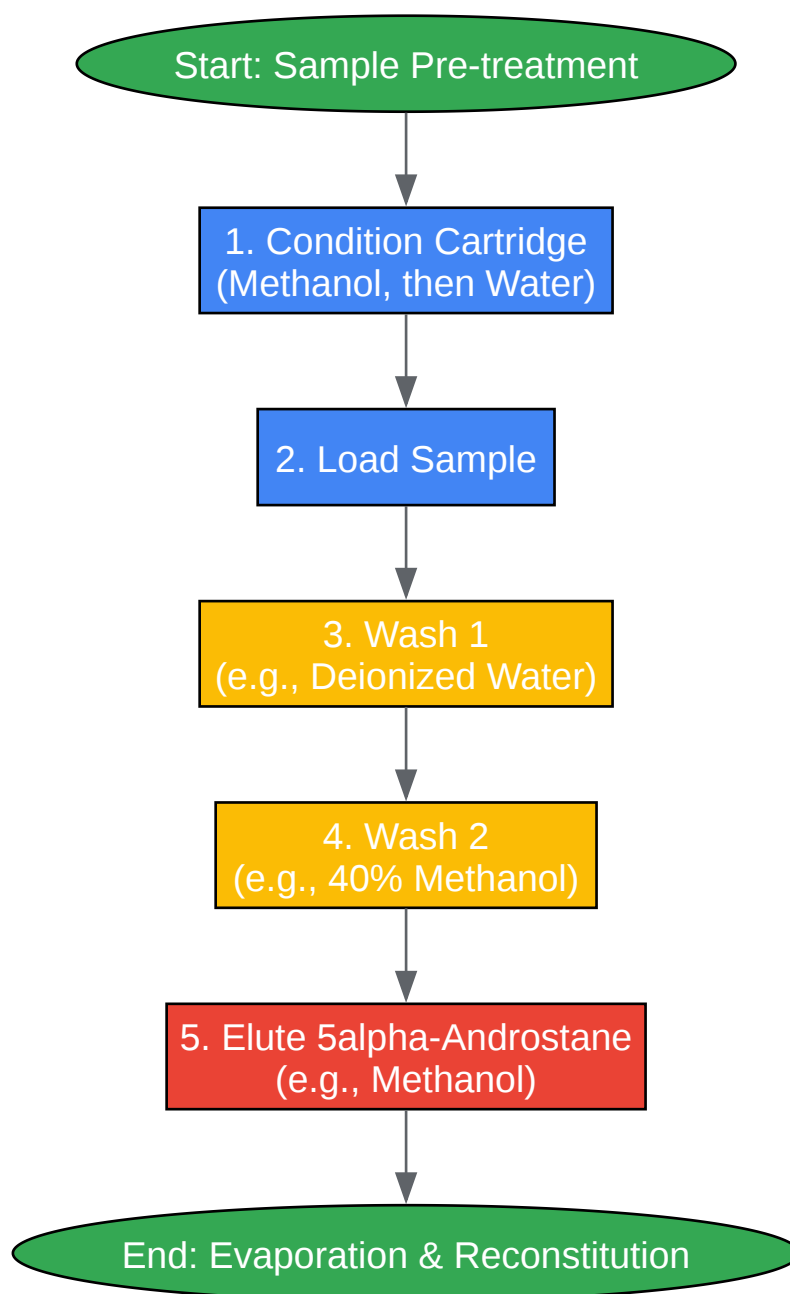 Start: Sample Pre-treatment
1. Condition Cartridge
(Methanol, then Water)
2. Load Sample
3. Wash 1
(e.g., Deionized Water)
4. Wash 2
(e.g., 40% Methanol)
5. Elute 5alpha-Androstane
(e.g., Methanol)
End: Evaporation & Reconstitution